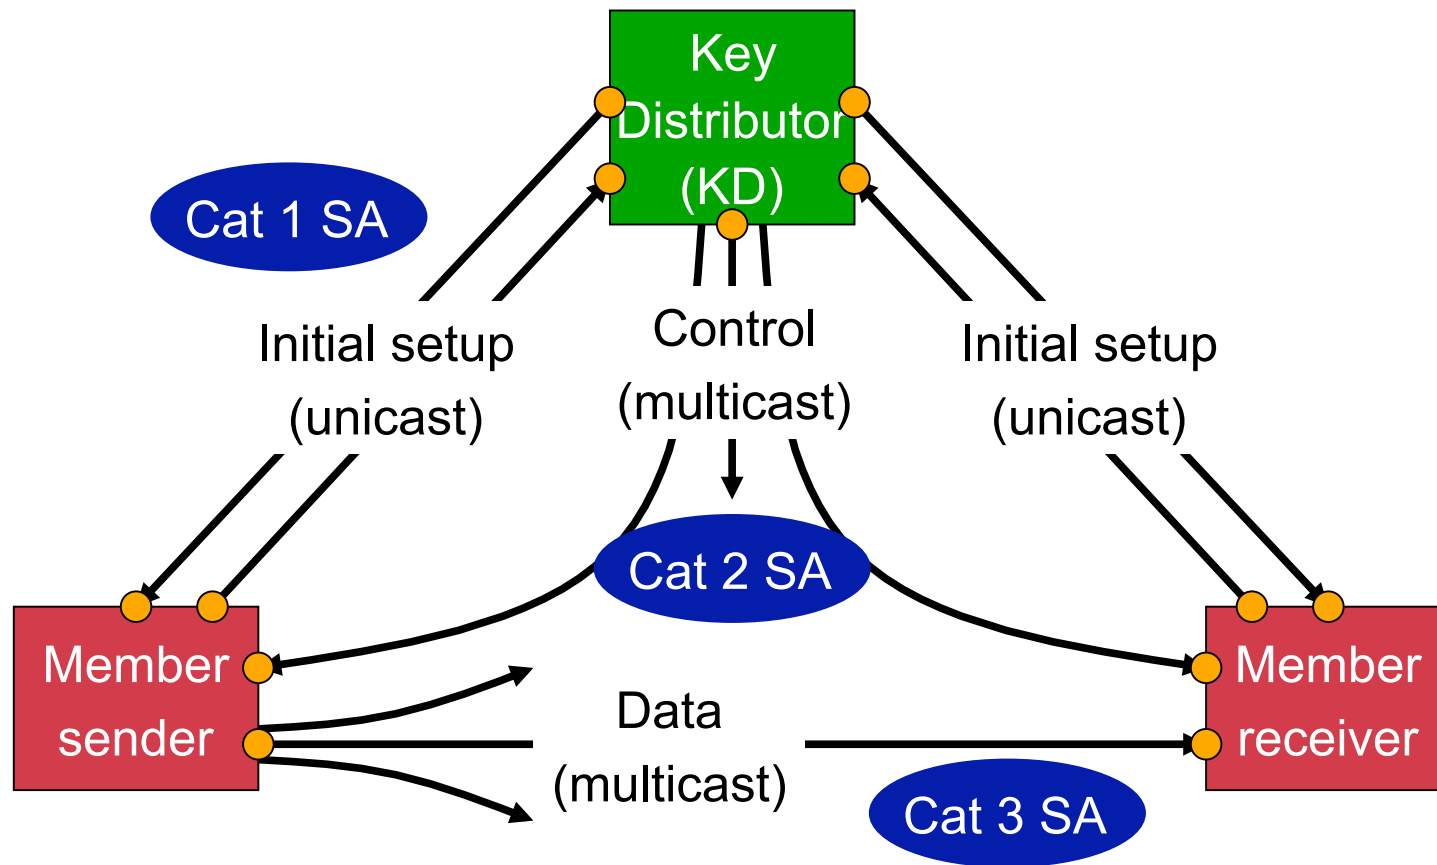 Key
Distributor
(KD)
Cat 1 SA
Initial setup
(unicast)
Control
(multicast)
Initial setup
(unicast)
Cat 2 SA
Member
sender
Data
(multicast)
Member
receiver
Cat 3 SA